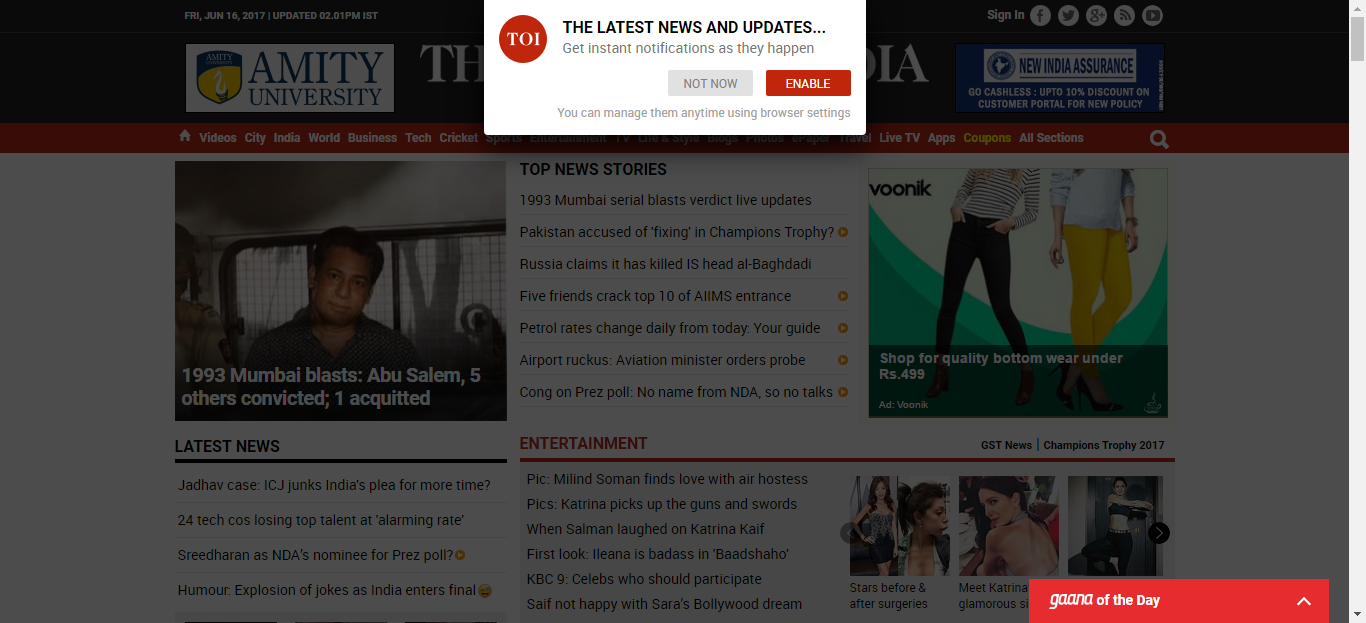 FRI, JUN 16, 2017 | UPDATED 02.01PM IST
Sign In
THE LATEST NEWS AND UPDATES...
Get instant notifications as they happen
TOI
NOT NOW
ENABLE
You can manage them anytime using browser settings
AMITY
UNIVERSITY
AMITY
UNIVERSITY
TH
DIA
NEW INDIA ASSURANCE
GO CASHLESS : UPTO 10% DISCOUNT ON
CUSTOMER PORTAL FOR NEW POLICY
Videos City India World Business Tech Cricket Sports Entertainment TV Life & Style Blogs Photos ePaper Travel Live TV Apps Coupons All Sections
1993 Mumbai blasts: Abu Salem, 5
others convicted; 1 acquitted
TOP NEWS STORIES
1993 Mumbai serial blasts verdict live updates
Pakistan accused of 'fixing' in Champions Trophy?
Russia claims it has killed IS head al-Baghdadi
Five friends crack top 10 of AIIMS entrance
Petrol rates change daily from today: Your guide
Airport ruckus: Aviation minister orders probe
Cong on Prez poll: No name from NDA, so no talks
voonik
Shop for quality bottom wear under
Rs.499
Ad: Voonik
LATEST NEWS
Jadhav case: ICJ junks India's plea for more time?
24 tech cos losing top talent at 'alarming rate'
Sreedharan as NDA's nominee for Prez poll?
Humour: Explosion of jokes as India enters final
ENTERTAINMENT
GST News | Champions Trophy 2017
Pic: Milind Soman finds love with air hostess
Pics: Katrina picks up the guns and swords
When Salman laughed on Katrina Kaif
First look: Ileana is badass in 'Baadshaho'
KBC 9: Celebs who should participate
Saif not happy with Sara's Bollywood dream
Stars before &
after surgeries
Meet Katrina
glamorous si
gaana of the Day